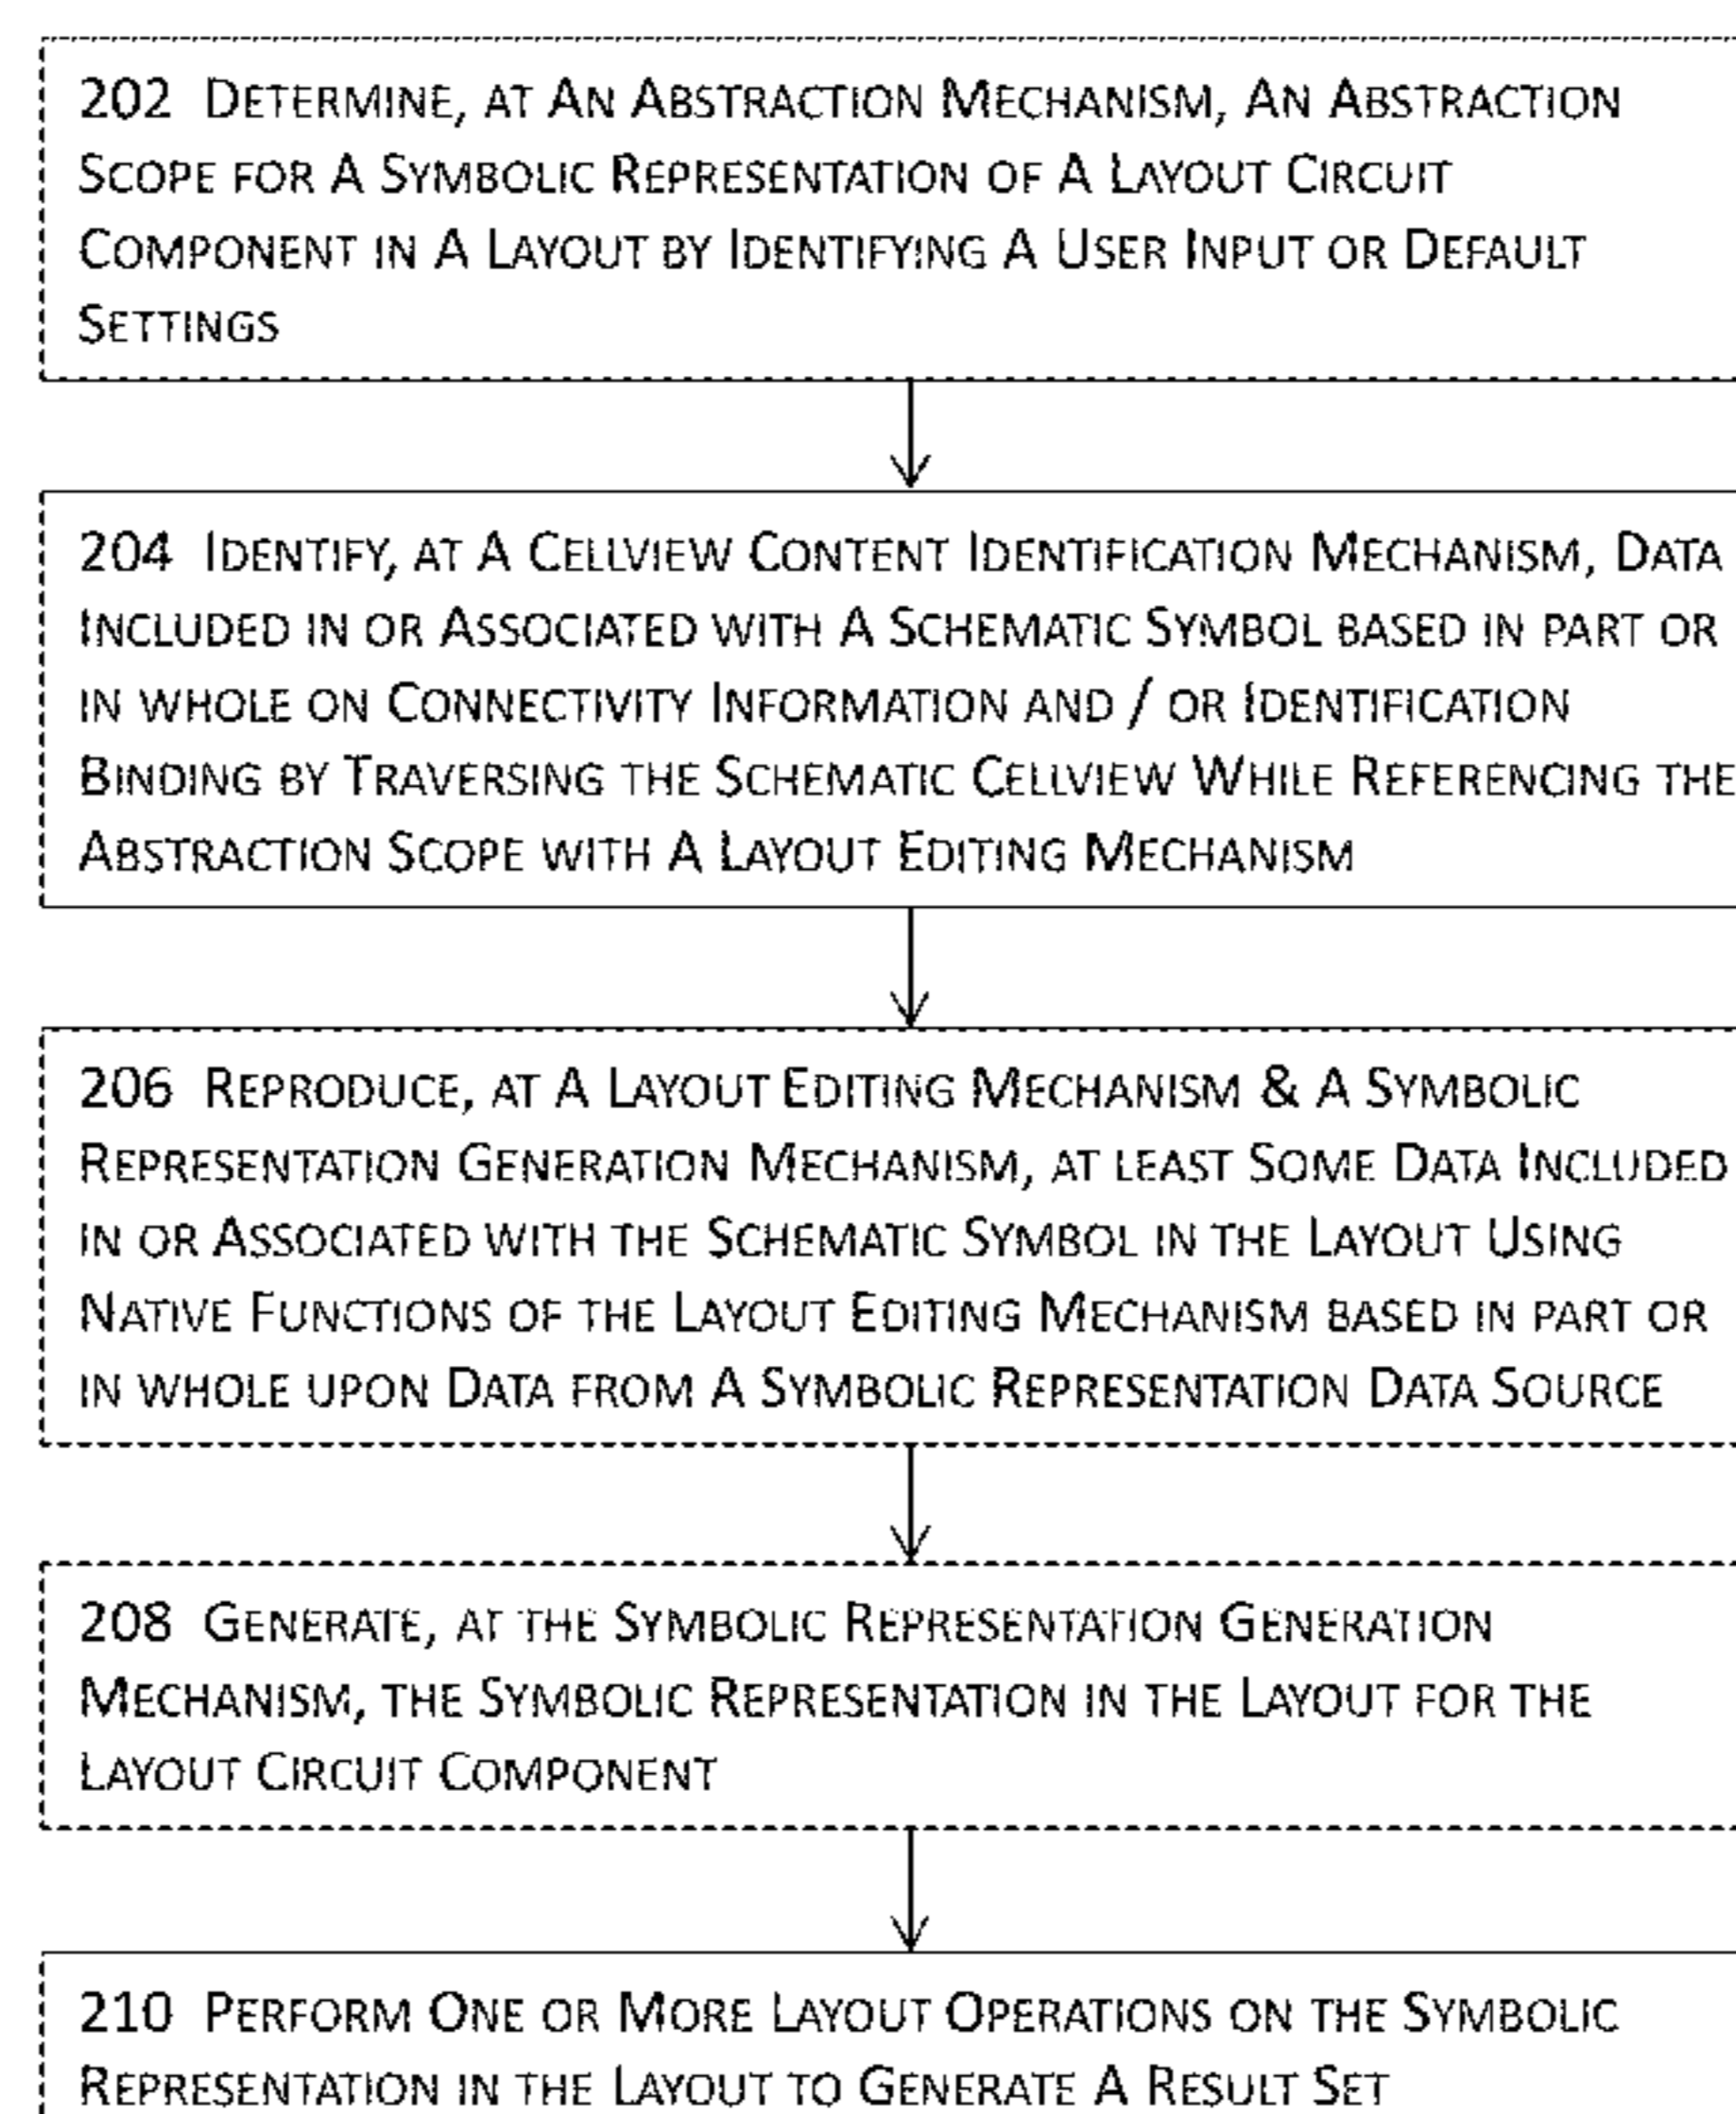 202 Determine, at An Abstraction Mechanism, An Abstraction
Scope for A Symbolic Representation of A Layout Circuit
Component in A Layout by Identifying A User Input or Default
Settings
204 Identify, at A Cellview Content Identification Mechanism, Data
Included in or Associated with A Schematic Symbol based in part or
in whole on Connectivity Information and / or Identification
Binding by Traversing the Schematic Cellview While Referencing the
Abstraction Scope with A Layout Editing Mechanism
206 Reproduce, at A Layout Editing Mechanism & A Symbolic
Representation Generation Mechanism, at least Some Data Included
in or Associated with the Schematic Symbol in the Layout Using
Native Functions of the Layout Editing Mechanism based in part or
in whole upon Data from A Symbolic Representation Data Source
208 Generate, at the Symbolic Representation Generation
Mechanism, the Symbolic Representation in the Layout for the
Layout Circuit Component
210 Perform One or More Layout Operations on the Symbolic
Representation in the Layout to Generate A Result Set